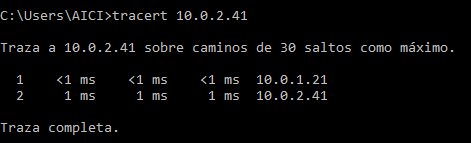 C:\Users\AICI>tracert 10.0.2.41
Traza a 10.0.2.41 sobre caminos de 30 saltos como máximo.
1 <1 ms <1 ms <1 ms 10.0.1.21
2 1 ms 1 ms 1 ms 10.0.2.41
Traza completa.